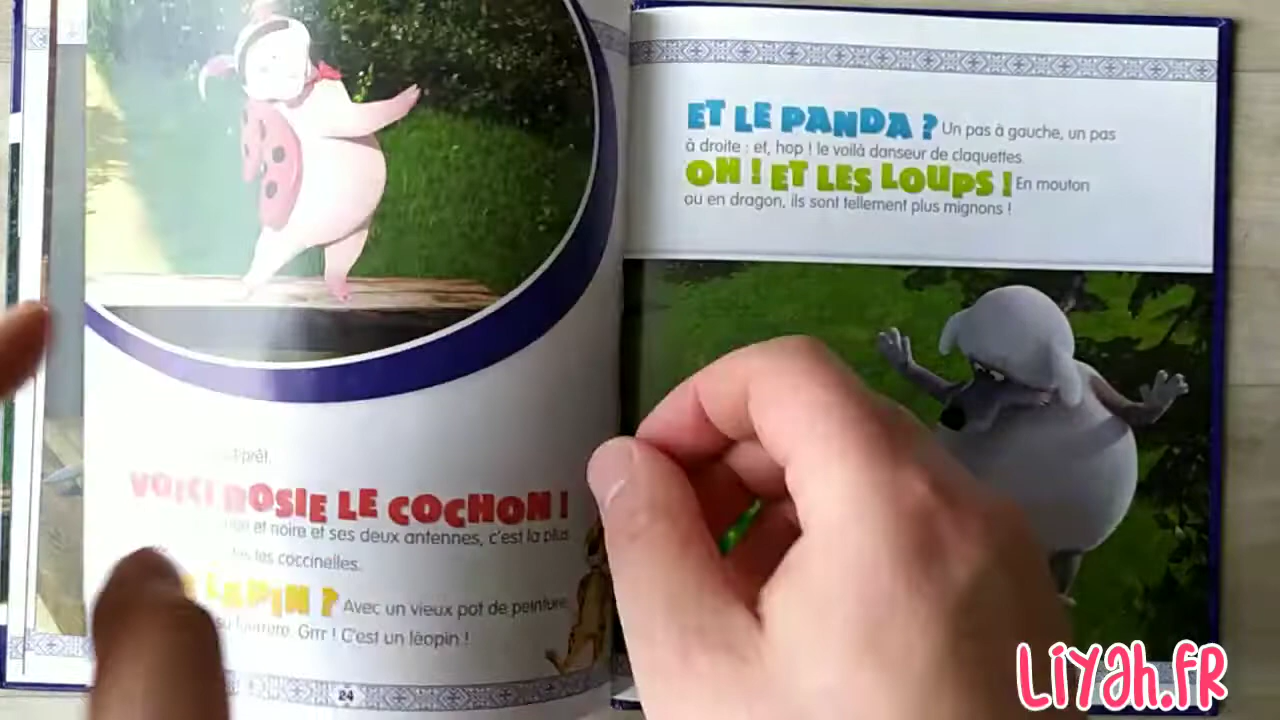 prêt.
VOICI ROSIE LE COCHON !
et noire et ses deux antennes, c'est la plus
les coccinelles.
LAPIN ? Avec un vieux pot de peinture,
fourrure. Grrr ! C'est un léopin !
24
ET LE PANDA ? Un pas à gauche, un pas
à droite ; et, hop ! le voilà danseur de claquettes.
OH ! ET LES LOUPS ! En mouton
ou en dragon, ils sont tellement plus mignons !
LiYah.fR